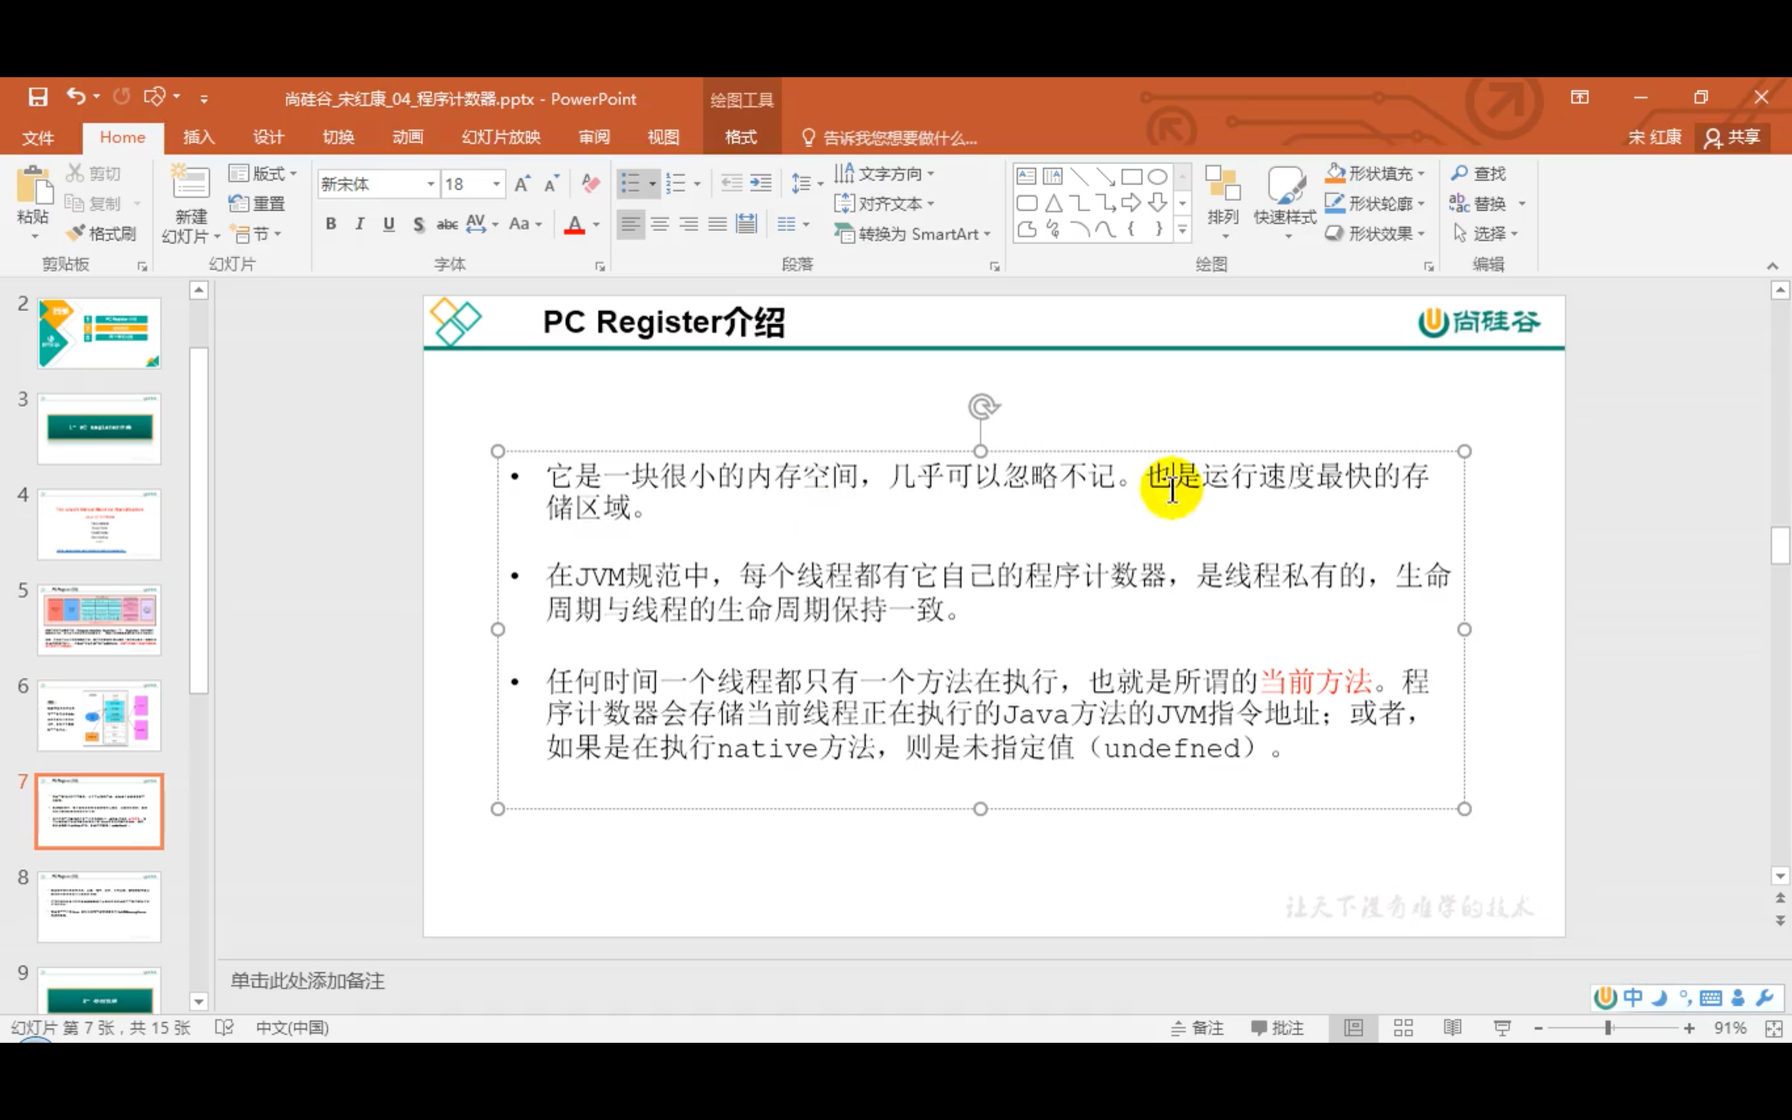 尚硅谷_宋红康_04_程序计数器.pptx - PowerPoint
绘图工具
文件 Home 插入 设计 切换 动画 幻灯片放映 审阅 视图 格式 告诉我您想要做什么... 宋 红康 共享
粘贴 剪切 复制 格式刷 剪贴板
新建 幻灯片 版式 重置 节 幻灯片
新宋体 18 B I U S abc AV Aa A 字体
文字方向 对齐文本 转换为 SmartArt 段落
排列 快速样式 形状填充 形状轮廓 形状效果 绘图
查找 替换 选择 编辑
2
3
4
5
6
7
8
9
PC Register介绍
尚硅谷
• 它是一块很小的内存空间，几乎可以忽略不记。也是运行速度最快的存
储区域。
• 在JVM规范中，每个线程都有它自己的程序计数器，是线程私有的，生命
周期与线程的生命周期保持一致。
• 任何时间一个线程都只有一个方法在执行，也就是所谓的当前方法。程
序计数器会存储当前线程正在执行的Java方法的JVM指令地址；或者，
如果是在执行native方法，则是未指定值（undefned）。
让天下没有难学的技术
单击此处添加备注
中
幻灯片 第 7 张，共 15 张 中文(中国) 备注 批注 91%